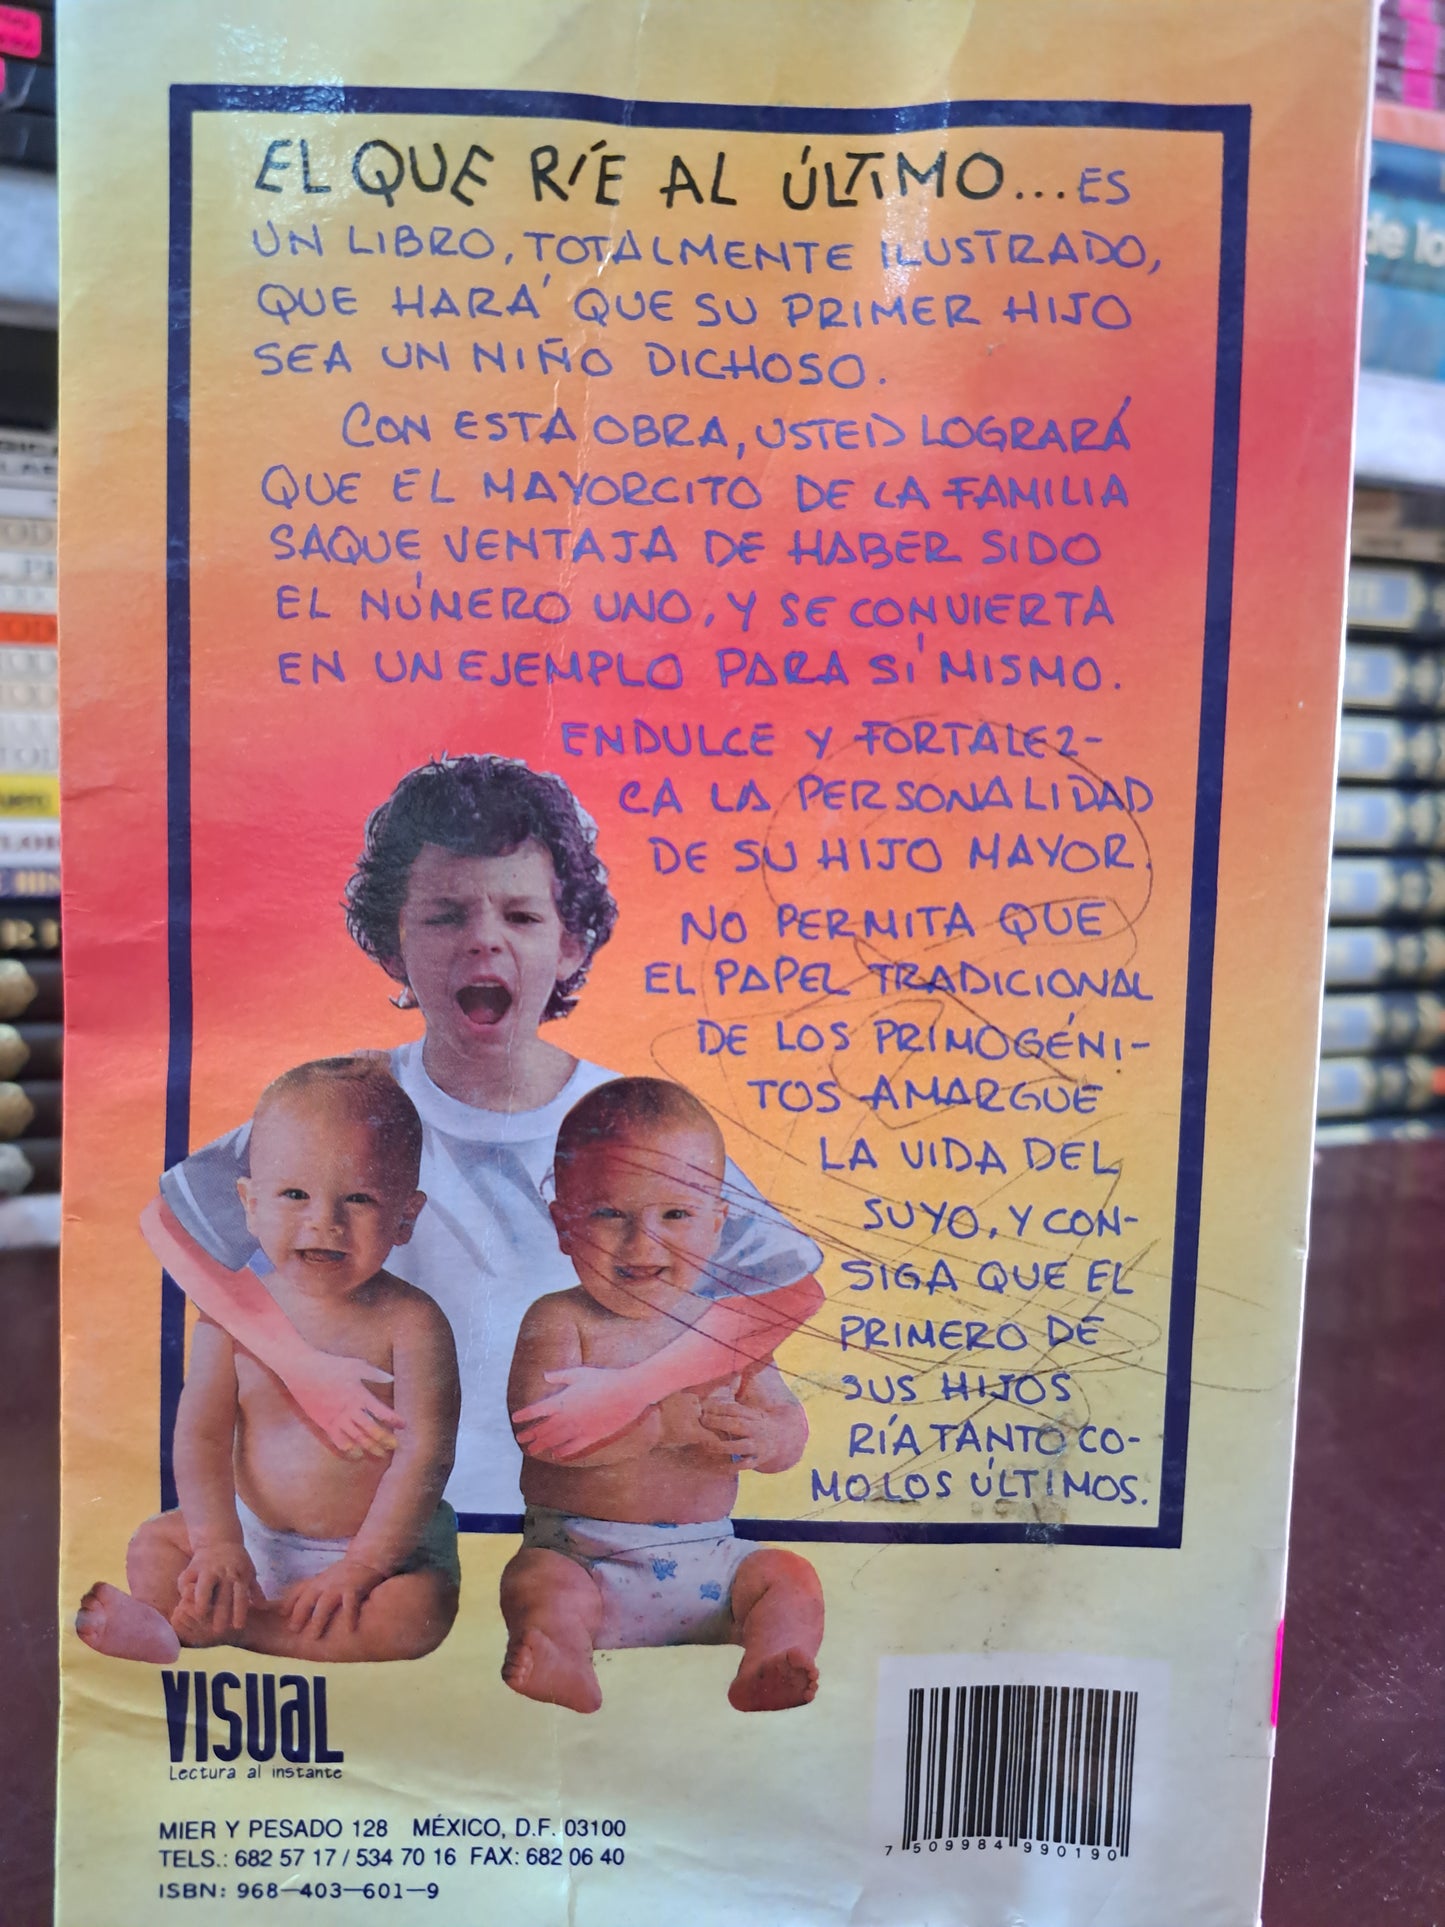 EL QUE RÍE AL ÚLTIMO... ES
UN LIBRO, TOTALMENTE ILUSTRADO,
QUE HARÁ QUE SU PRIMER HIJO
SEA UN NIÑO DICHOSO.
CON ESTA OBRA, USTED LOGRARÁ
QUE EL MAYORCITO DE LA FAMILIA
SAQUE VENTAJA DE HABER SIDO
EL NÚMERO UNO, Y SE CONVIERTA
EN UN EJEMPLO PARA SÍ MISMO.
ENDULCE Y FORTALEZ-
CA LA PERSONALIDAD
DE SU HIJO MAYOR.
NO PERMITA QUE
EL PAPEL TRADICIONAL
DE LOS PRIMOGÉNI-
TOS AMARGUE
LA VIDA DEL
SUYO, Y CON-
SIGA QUE EL
PRIMERO DE
SUS HIJOS
RÍA TANTO CO-
MO LOS ÚLTIMOS.
VISUAL
Lectura al instante
MIER Y PESADO 128 MÉXICO, D.F. 03100
TELS.: 682 57 17 / 534 70 16 FAX: 682 06 40
ISBN: 968-403-601-9
7 509984 990190
de lo